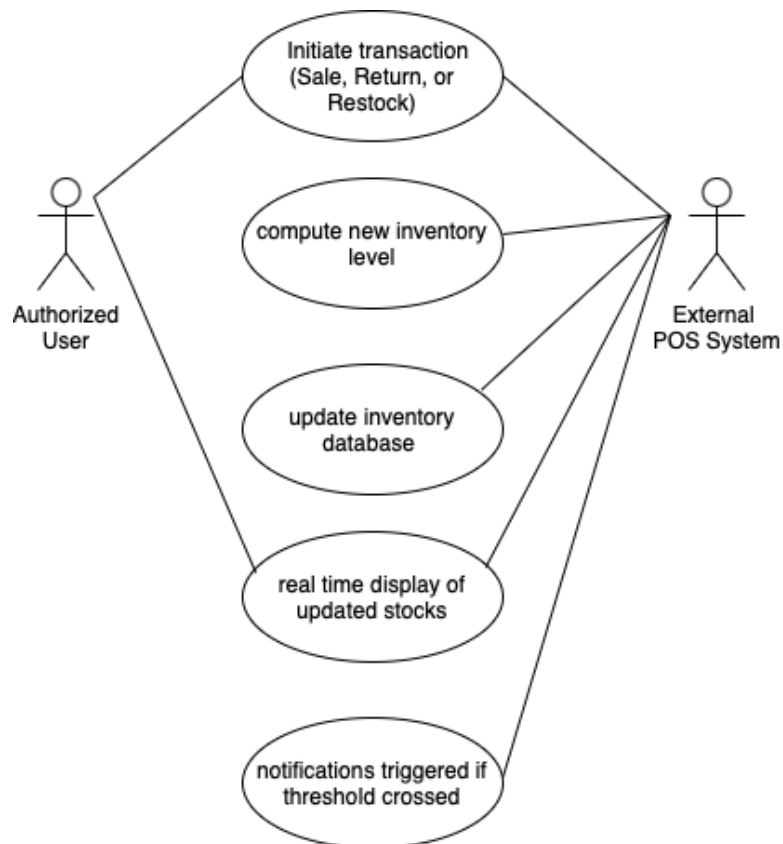 Initiate transaction
(Sale, Return, or
Restock)
compute new inventory
level
Authorized
User
External
POS System
update inventory
database
real time display of
updated stocks
notifications triggered if
threshold crossed